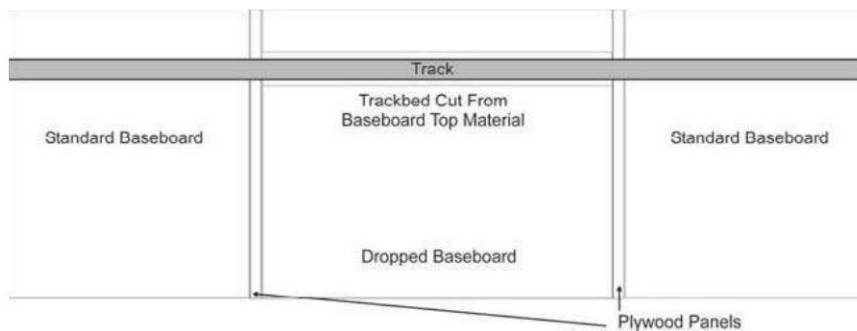 Track
Trackbed Cut From
Baseboard Top Material
Standard Baseboard
Standard Baseboard
Dropped Baseboard
Plywood Panels